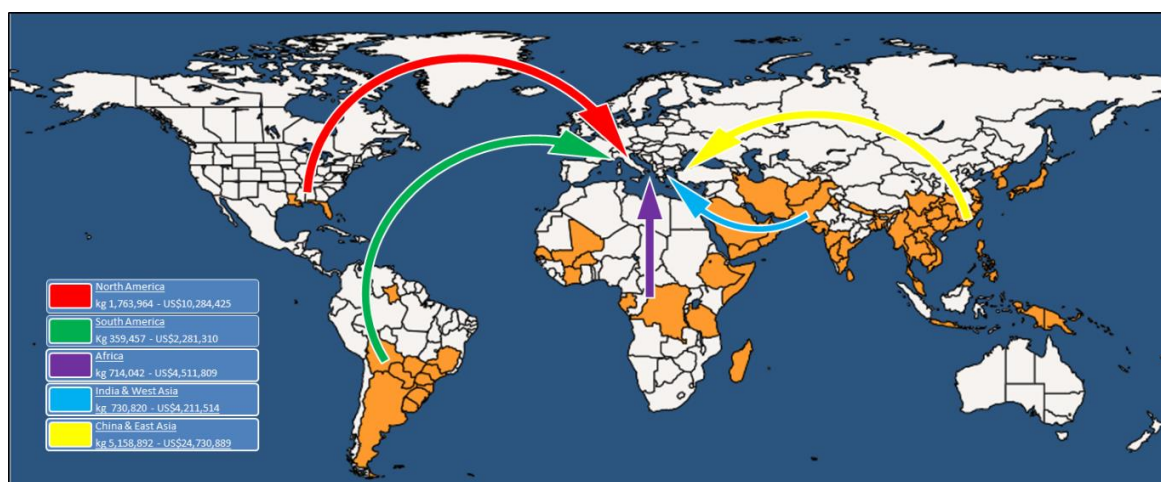 North America
kg 1,763,964 - US$10,284,425
South America
Kg 359,457 - US$2,281,310
Africa
kg 714,042 - US$4,511,809
India & West Asia
kg 730,820 - US$4,211,514
China & East Asia
kg 5,158,892 - US$24,730,889